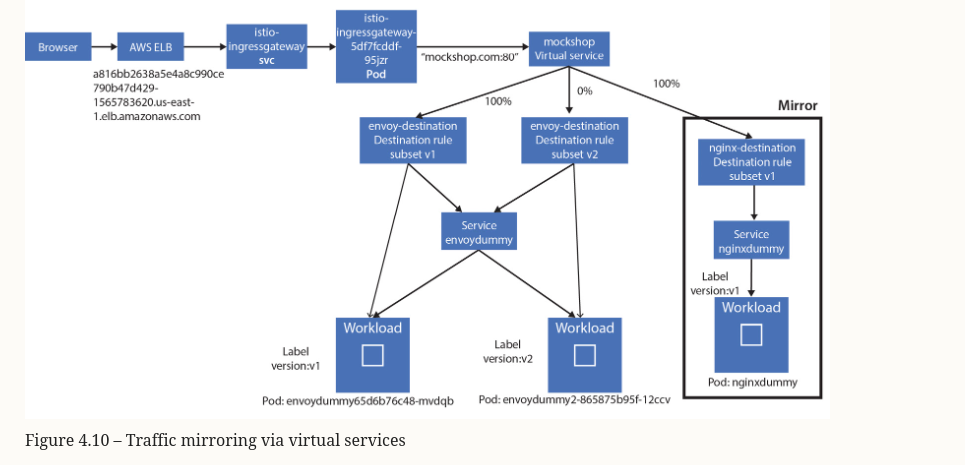 Browser
AWS ELB
a816bb2638a5e4a8c990ce
790b47d429-
1565783620.us-east-
1.elb.amazonaws.com
istio-
ingressgateway
svc
istio-
ingressgateway-
5df7fcddf-
95jzr
Pod
"mockshop.com:80"
mockshop
Virtual service
100%
0%
100%
Mirror
envoy-destination
Destination rule
subset v1
envoy-destination
Destination rule
subset v2
nginx-destination
Destination rule
subset v1
Service
envoydummy
Service
nginxdummy
Label
version:v1
Workload
Label
version:v1
Pod: envoydummy65d6b76c48-mvdqb
Workload
Label
version:v2
Pod: envoydummy2-865875b95f-12ccv
Workload
Pod: nginxdummy
Figure 4.10 – Traffic mirroring via virtual services